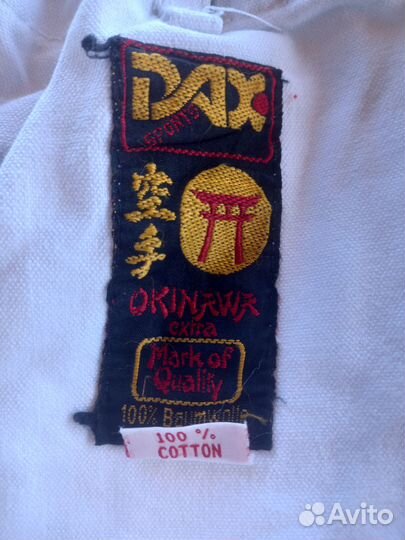 DAX
SPORTS
空手
OKINAWA
extra
Mark of
Quality
100% Baumwolle
100 %
COTTON
Avito